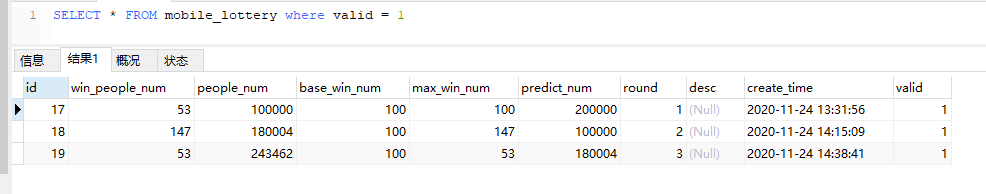 1 SELECT * FROM mobile_lottery where valid = 1
信息 结果1 概况 状态
id win_people_num people_num base_win_num max_win_num predict_num round desc create_time valid
17 53 100000 100 100 200000 1 (Null) 2020-11-24 13:31:56 1
18 147 180004 100 147 100000 2 (Null) 2020-11-24 14:15:09 1
19 53 243462 100 53 180004 3 (Null) 2020-11-24 14:38:41 1